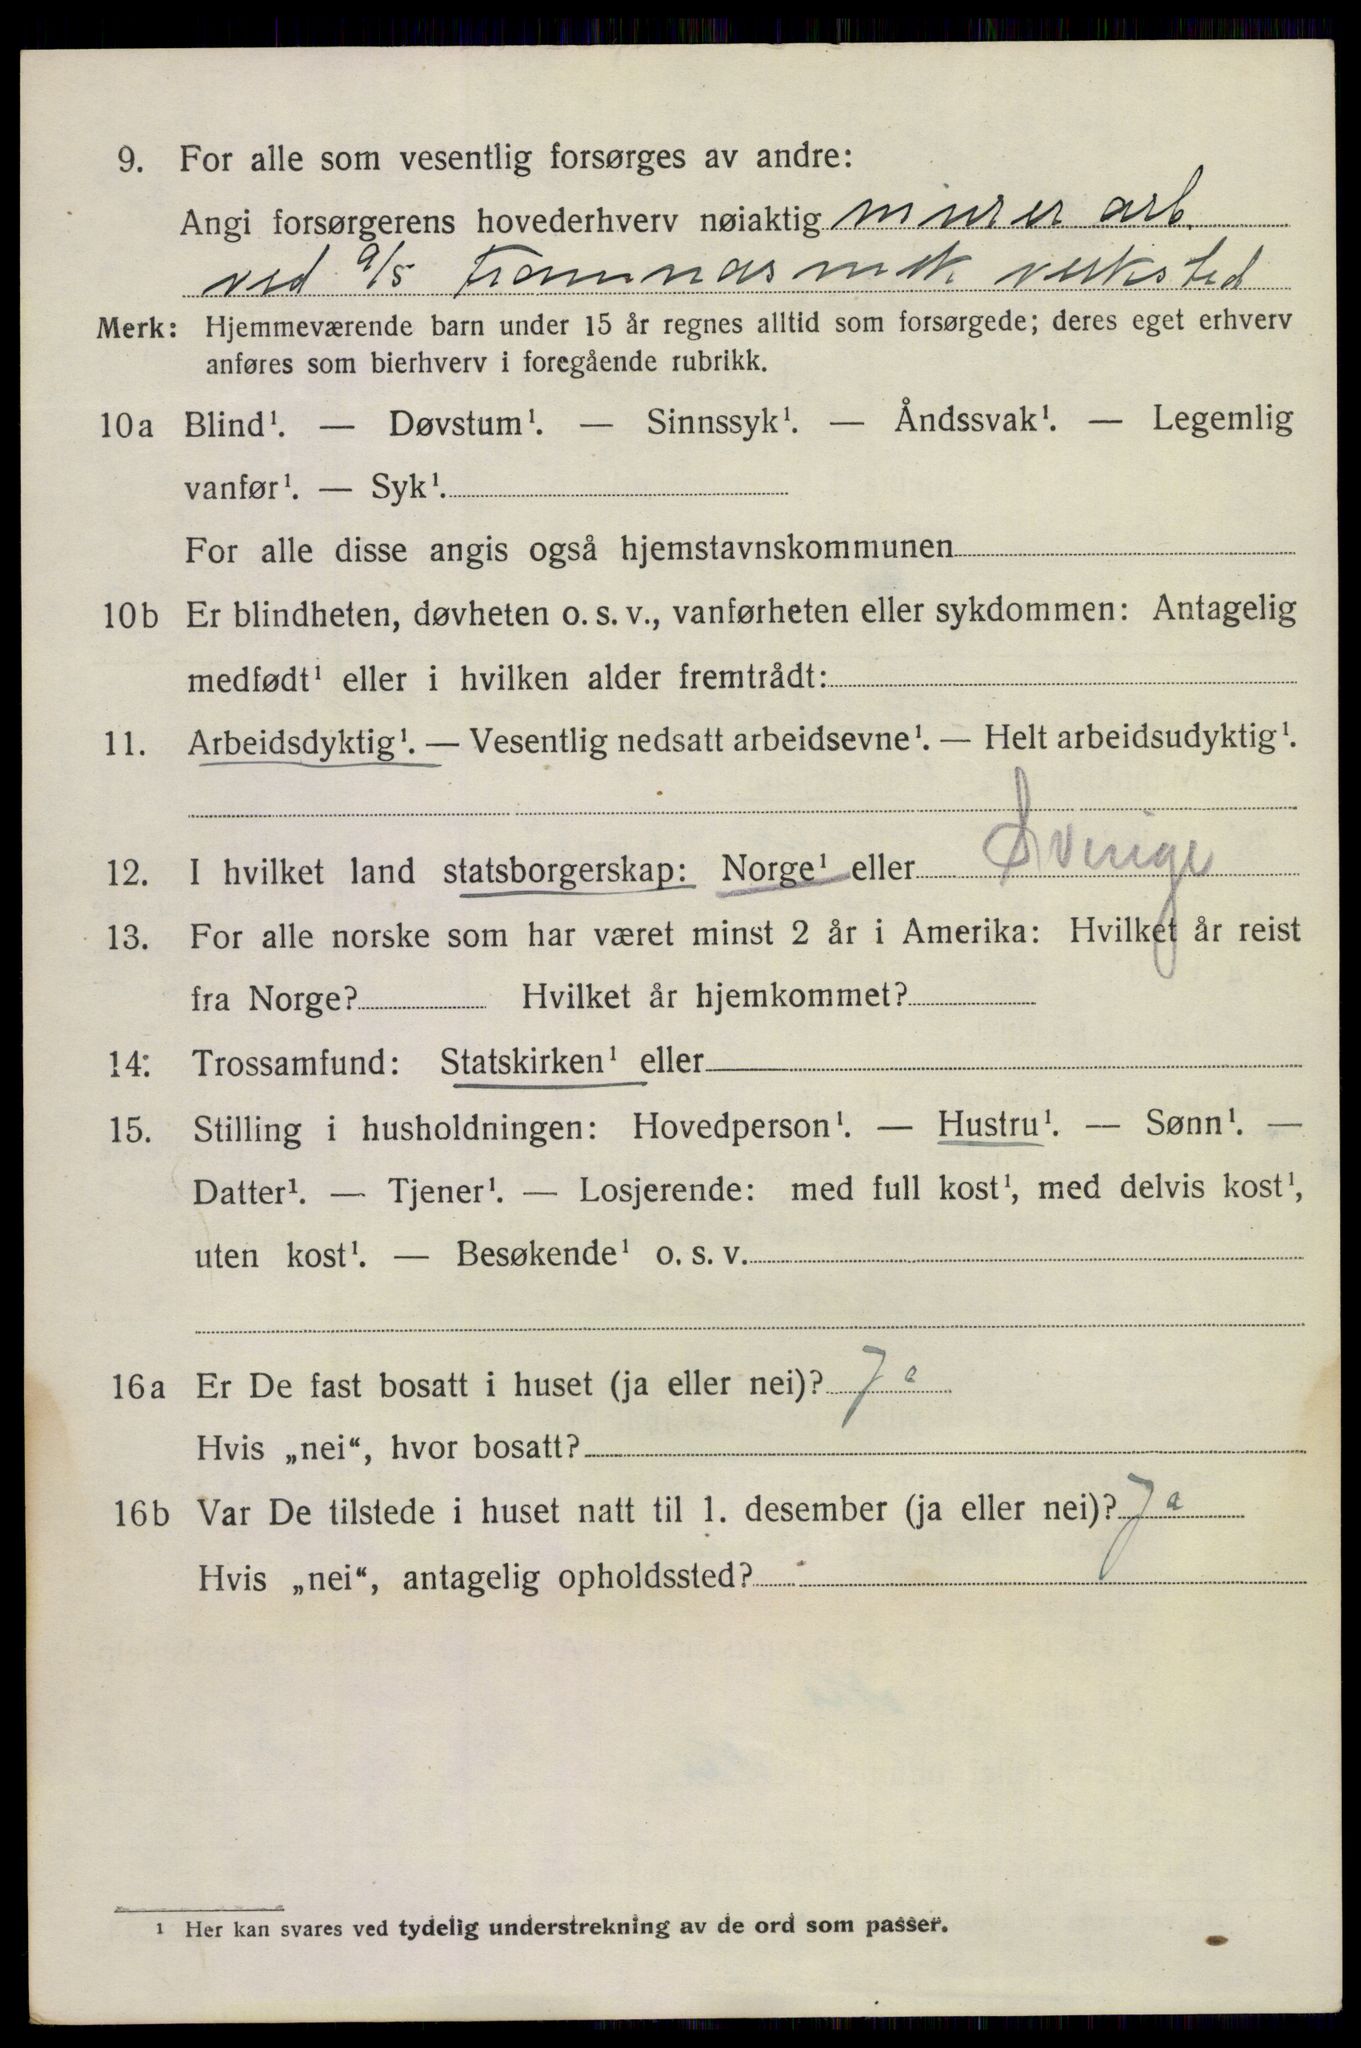 9. For alle som vesentlig forsørges av andre:
Angi forsørgerens hovederhverv nøiaktig murer arb.
ved a/s Framnæs mek verksted
Merk: Hjemmeværende barn under 15 år regnes alltid som forsørgede; deres eget erhverv
anføres som bierhverv i foregående rubrikk.
10a Blind¹. — Døvstum¹. — Sinnssyk¹. — Åndssvak¹. — Legemlig
vanfør¹. — Syk¹.
For alle disse angis også hjemstavnskommunen
10b Er blindheten, døvheten o. s. v., vanførheten eller sykdommen: Antagelig
medfødt¹ eller i hvilken alder fremtrådt:
11. Arbeidsdyktig¹. — Vesentlig nedsatt arbeidsevne¹. — Helt arbeidsudyktig¹.
12. I hvilket land statsborgerskap: Norge¹ eller Sverige
13. For alle norske som har været minst 2 år i Amerika: Hvilket år reist
fra Norge? Hvilket år hjemkommet?
14. Trossamfund: Statskirken¹ eller
15. Stilling i husholdningen: Hovedperson¹. — Hustru¹. — Sønn¹. —
Datter¹. — Tjener¹. — Losjerende: med full kost¹, med delvis kost¹,
uten kost¹. — Besøkende¹ o. s. v.
16a Er De fast bosatt i huset (ja eller nei)? Ja
Hvis „nei“, hvor bosatt?
16b Var De tilstede i huset natt til 1. desember (ja eller nei)? Ja
Hvis „nei“, antagelig opholdssted?
¹ Her kan svares ved tydelig understrekning av de ord som passer.